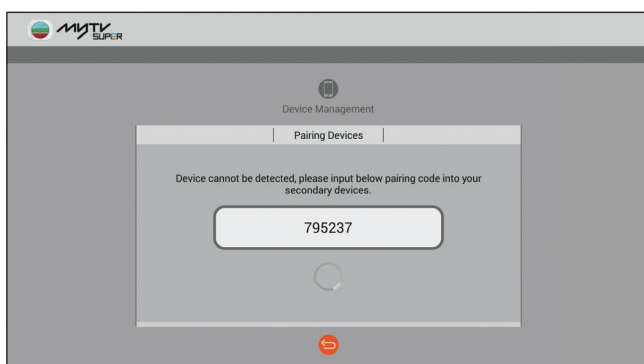 myTV
SUPER
Device Management
Pairing Devices
Device cannot be detected, please input below pairing code into your
secondary devices.
795237